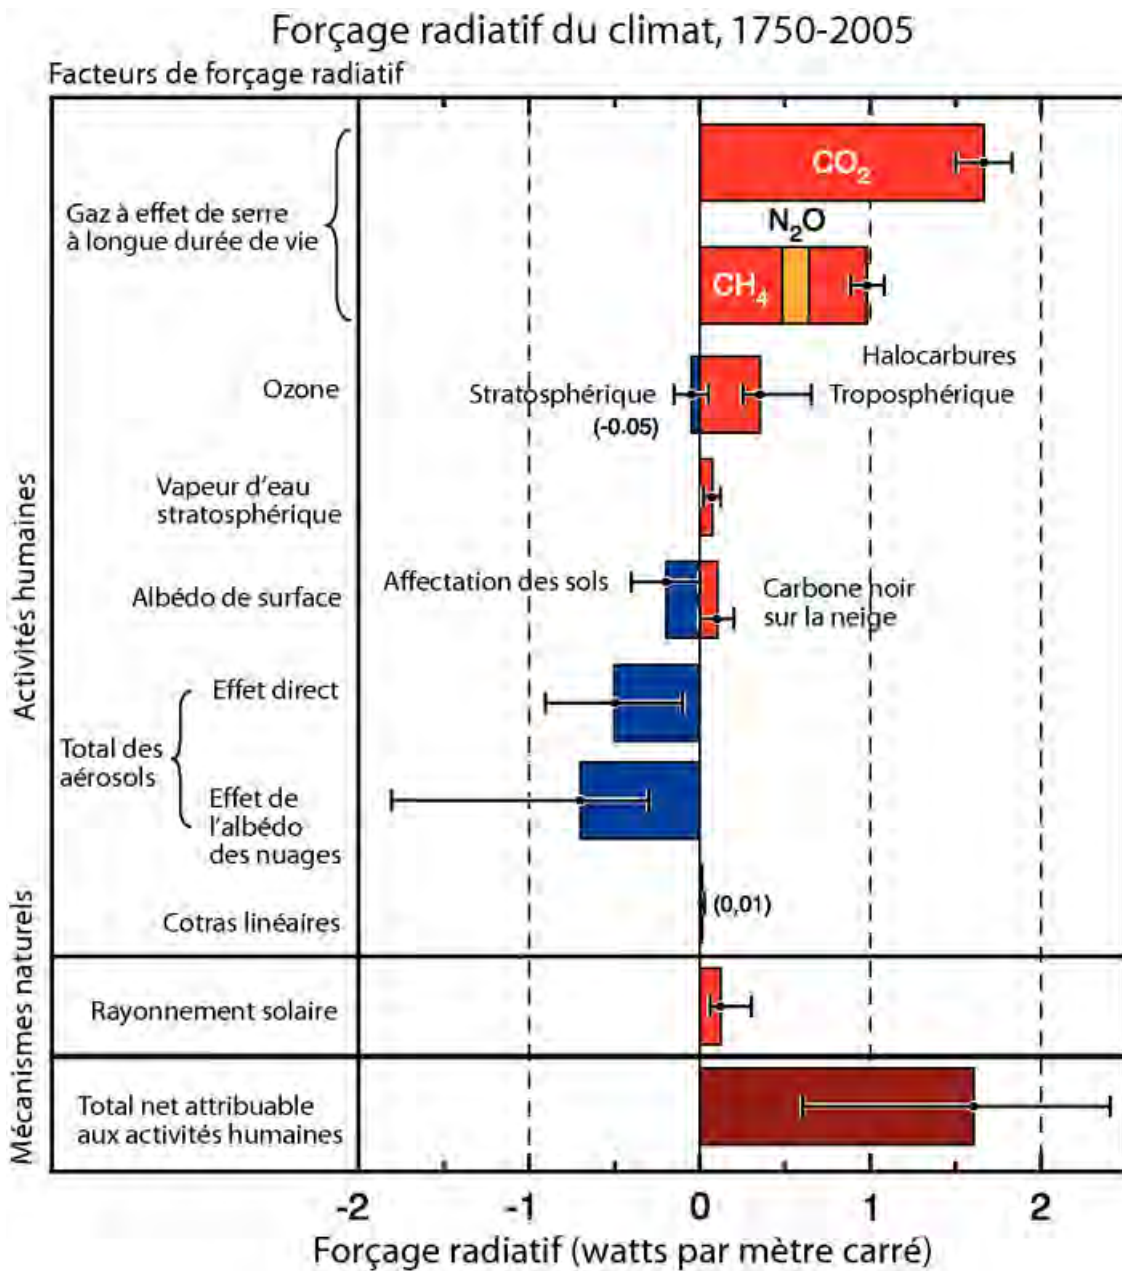 Forçage radiatif du climat, 1750-2005
Facteurs de forçage radiatif
Activités humaines
Mécanismes naturels
Gaz à effet de serre
à longue durée de vie
CO₂
N₂O
CH₄
Halocarbures
Ozone
Stratosphérique
(-0.05)
Troposphérique
Vapeur d'eau
stratosphérique
Albédo de surface
Affectation des sols
Carbone noir
sur la neige
Total des
aérosols
Effet direct
Effet de
l'albédo
des nuages
Cotras linéaires
(0,01)
Rayonnement solaire
Total net attribuable
aux activités humaines
-2 -1 0 1 2
Forçage radiatif (watts par mètre carré)